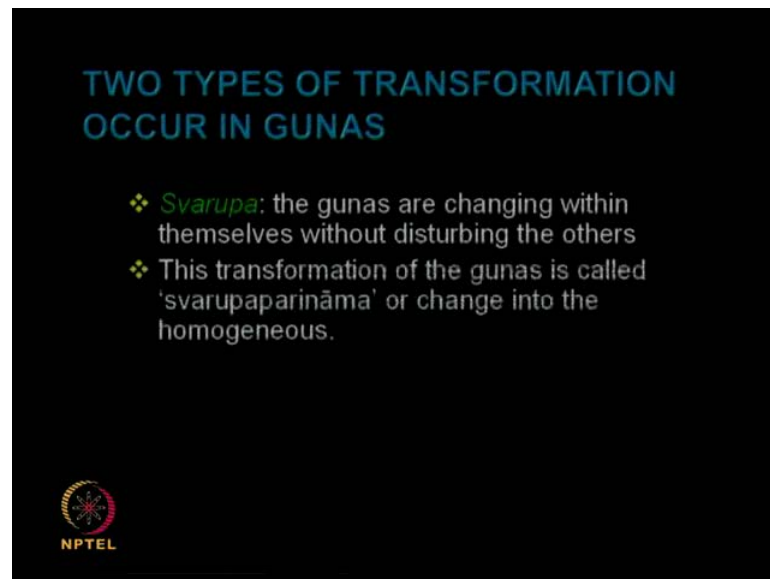 TWO TYPES OF TRANSFORMATION
OCCUR IN GUNAS
❖ Svarupa: the gunas are changing within
themselves without disturbing the others
❖ This transformation of the gunas is called
‘svarupaparināma’ or change into the
homogeneous.
NPTEL